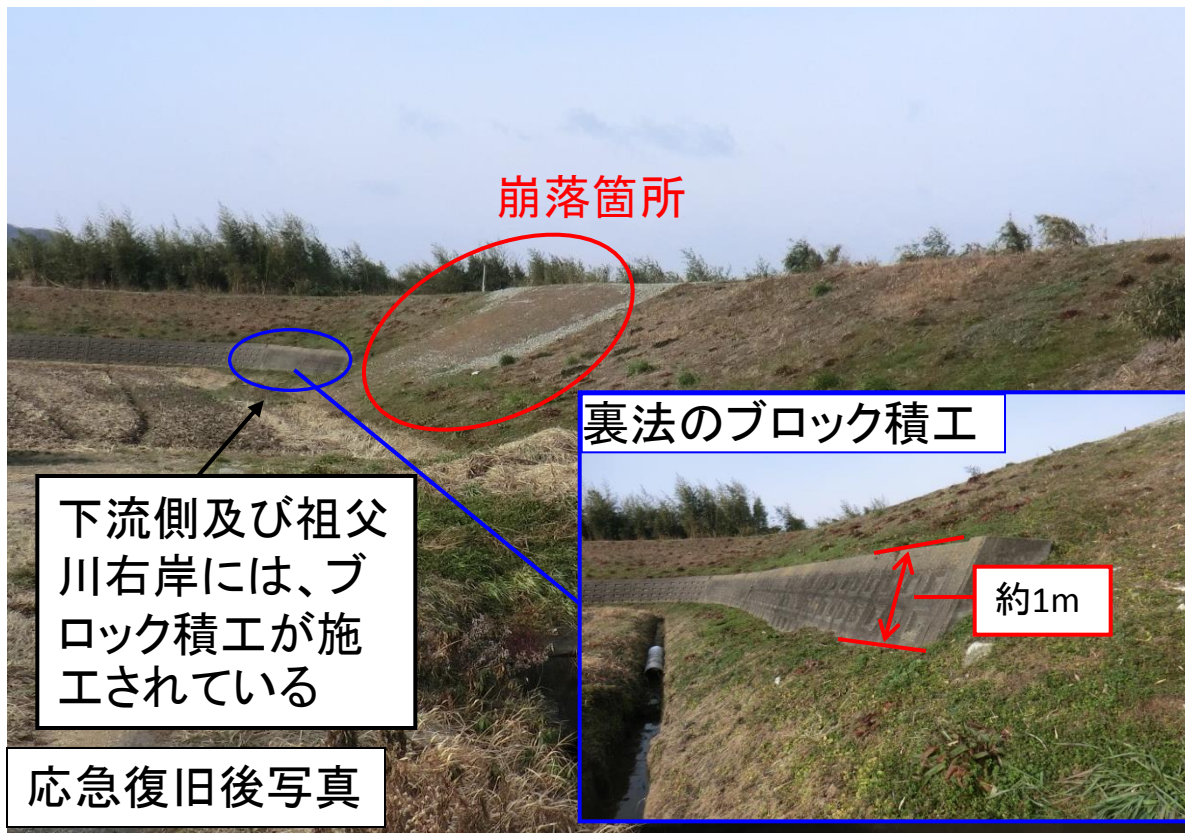 崩落箇所
裏法のブロック積工
約1m
下流側及び祖父
川右岸には、ブ
ロック積工が施
工されている
応急復旧後写真